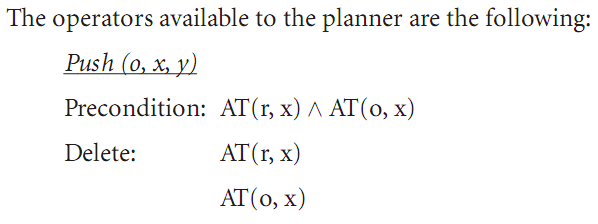 The operators available to the planner are the following:
Push (o, x, y)
Precondition: AT(r, x) ∧ AT(o, x)
Delete: AT(r, x)
AT(o, x)